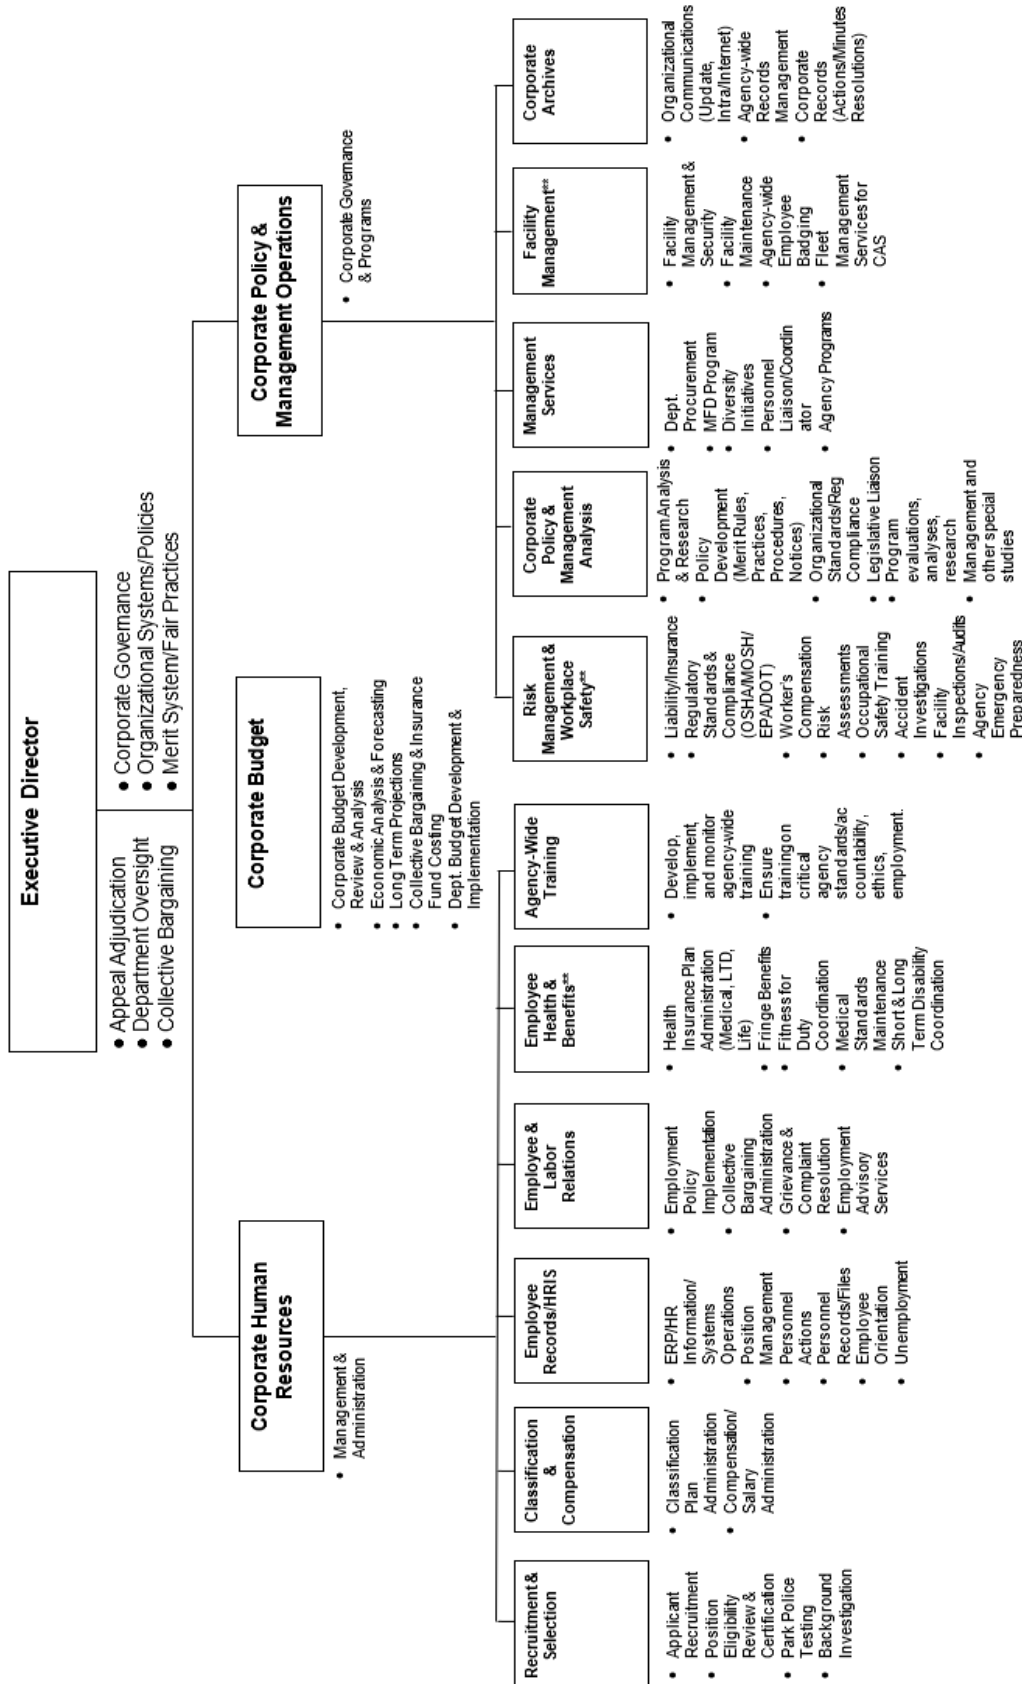 Executive Director
● Appeal Adjudication
● Department Oversight
● Collective Bargaining
● Corporate Governance
● Organizational Systems/Policies
● Merit System/Fair Practices
Corporate Human
Resources
• Management &
Administration
Corporate Budget
• Corporate Budget Development,
Review & Analysis
• Economic Analysis & Forecasting
• Long Term Projections
• Collective Bargaining & Insurance
Fund Costing
• Dept. Budget Development &
Implementation
Corporate Policy &
Management Operations
• Corporate Governance
& Programs
Recruitment &
Selection
• Applicant
Recruitment
• Position
Eligibility
Review &
Certification
• Park Police
Testing
• Background
Investigation
Classification
&
Compensation
• Classification
Plan
Administration
• Compensation/
Salary
Administration
Employee
Records/HRIS
• ERP/HR
Information/
Systems
Operations
• Position
Management
• Personnel
Actions
• Personnel
Records/Files
• Employee
Orientation
• Unemployment
Employee &
Labor
Relations
• Employment
Policy
Implementation
• Collective
Bargaining
Administration
• Grievance &
Complaint
Resolution
• Employment
Advisory
Services
Employee
Health &
Benefits**
• Health
Insurance Plan
Administration
(Medical, LTD,
Life)
• Fringe Benefits
• Fitness for
Duty
Coordination
• Medical
Standards
Maintenance
• Short & Long
Term Disability
Coordination
Agency-Wide
Training
• Develop,
implement,
and monitor
agency-wide
training
• Ensure
training on
critical
agency
standards/ac
countability,
ethics,
employment.
Risk
Management &
Workplace
Safety**
• Liability/Insurance
• Regulatory
Standards &
Compliance
(OSHA/MOSH/
EPA/DOT)
• Worker's
Compensation
• Risk
Assessments
• Occupational
Safety Training
• Accident
Investigations
• Facility
Inspections/Audits
• Agency
Emergency
Preparedness
Corporate
Policy &
Management
Analysis
• Program Analysis
& Research
• Policy
Development
(Merit Rules,
Practices,
Procedures,
Notices)
• Organizational
Standards/Reg
Compliance
• Legislative Liaison
• Program
evaluations,
analyses,
research
• Management and
other special
studies
Management
Services
• Dept.
Procurement
• MFD Program
• Diversity
Initiatives
• Personnel
Liaison/Coordin
ator
• Agency Programs
Facility
Management**
• Facility
Management &
Security
• Facility
Maintenance
• Agency-wide
Employee
Badging
• Fleet
Management
Services for
CAS
Corporate
Archives
• Organizational
Communications
(Update,
Intra/Internet)
• Agency-wide
Records
Management
• Corporate
Records
(Actions/Minutes
Resolutions)